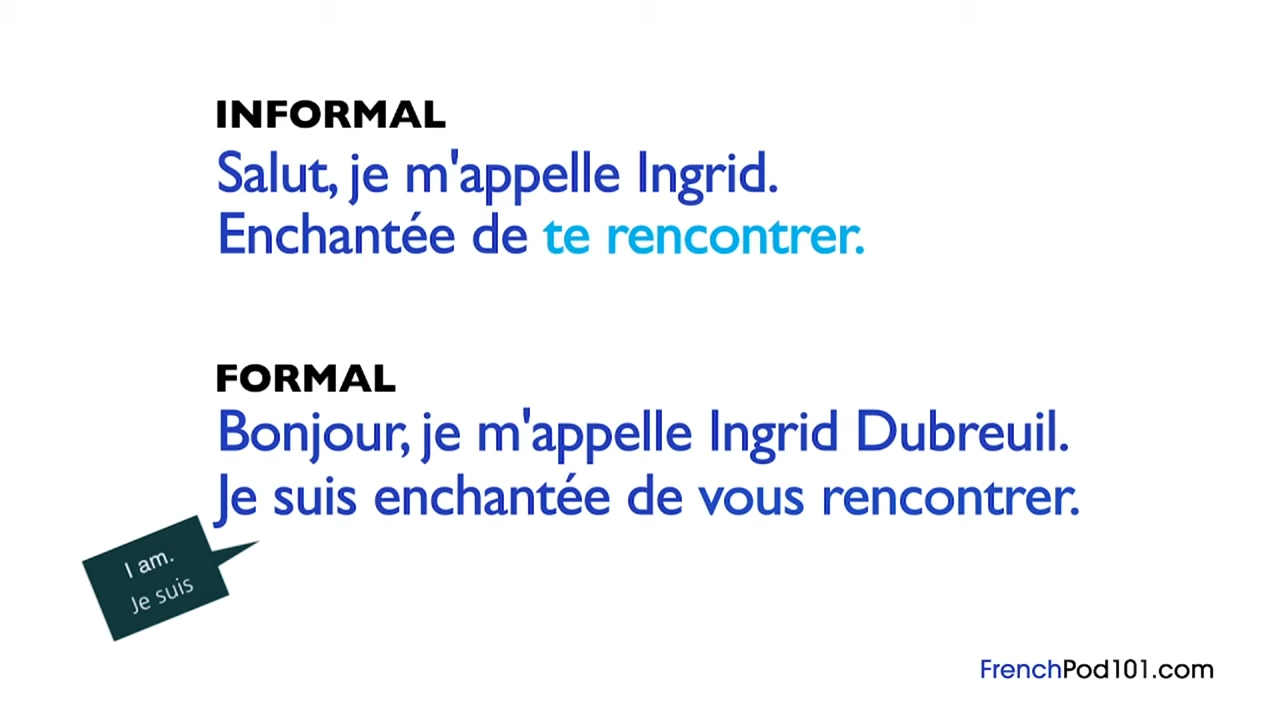 INFORMAL
Salut, je m'appelle Ingrid.
Enchantée de te rencontrer.
FORMAL
Bonjour, je m'appelle Ingrid Dubreuil.
Je suis enchantée de vous rencontrer.
I am.
Je suis
FrenchPod101.com